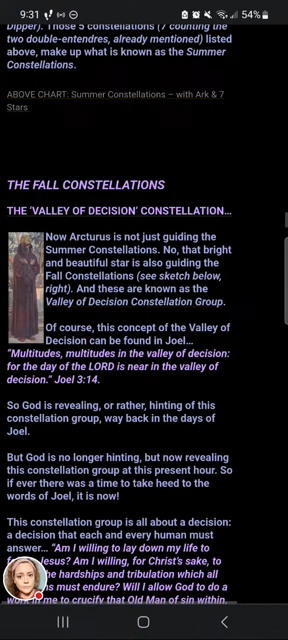 9:31
54%
Dipper). Those 5 constellations (7 counting the
two double-entendres, already mentioned) listed
above, make up what is known as the Summer
Constellations.
ABOVE CHART: Summer Constellations – with Ark & 7
Stars
THE FALL CONSTELLATIONS
THE ‘VALLEY OF DECISION’ CONSTELLATION…
Now Arcturus is not just guiding the
Summer Constellations. No, that bright
and beautiful star is also guiding the
Fall Constellations (see sketch below,
right). And these are known as the
Valley of Decision Constellation Group.
Of course, this concept of the Valley of
Decision can be found in Joel…
“Multitudes, multitudes in the valley of decision:
for the day of the LORD is near in the valley of
decision.” Joel 3:14.
So God is revealing, or rather, hinting of this
constellation group, way back in the days of
Joel.
But God is no longer hinting, but now revealing
this constellation group at this present hour. So
if ever there was a time to take heed to the
words of Joel, it is now!
This constellation group is all about a decision:
a decision that each and every human must
answer… “Am I willing to lay down my life to
Jesus? Am I willing, for Christ’s sake, to
hardships and tribulation which all
must endure? Will I allow God to do a
work in me to crucify that Old Man of sin within,